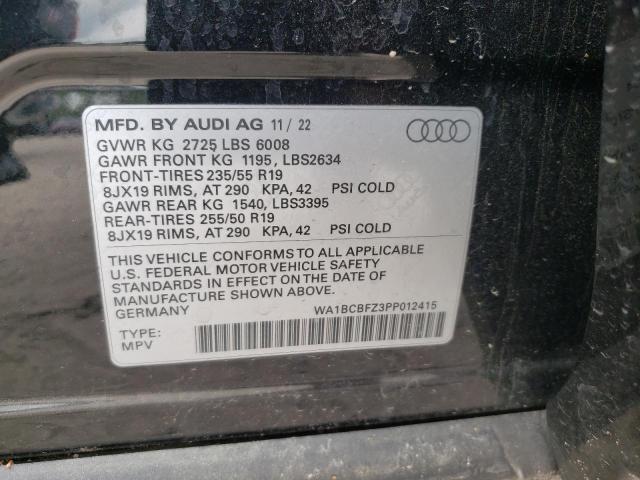 MFD. BY AUDI AG 11/22
GVWR KG 2725 LBS 6008
GAWR FRONT KG 1195, LBS2634
FRONT-TIRES 235/55 R19
8JX19 RIMS, AT 290 KPA, 42 PSI COLD
GAWR REAR KG 1540, LBS3395
REAR-TIRES 255/50 R19
8JX19 RIMS, AT 290 KPA, 42 PSI COLD
THIS VEHICLE CONFORMS TO ALL APPLICABLE
U.S. FEDERAL MOTOR VEHICLE SAFETY
STANDARDS IN EFFECT ON THE DATE OF
MANUFACTURE SHOWN ABOVE.
GERMANY WA1BCBFZ3PP012415
TYPE:
MPV